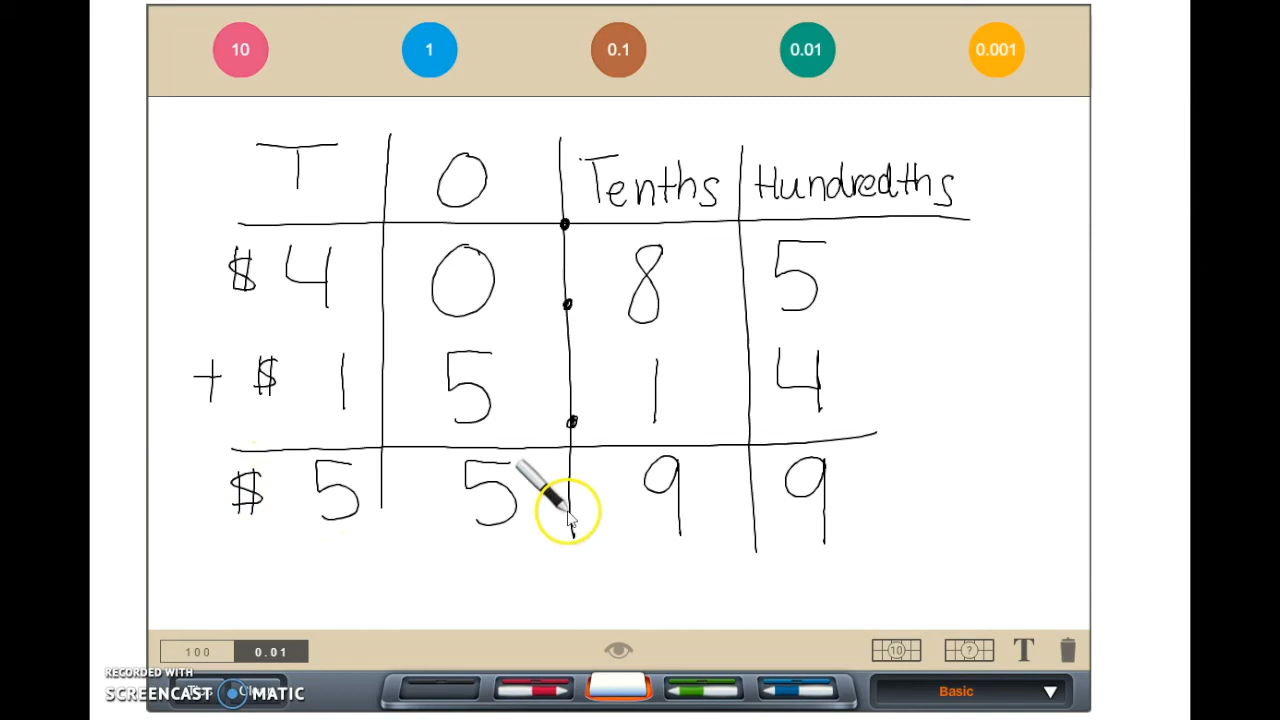 10 1 0.1 0.01 0.001
T O Tenths Hundredths
$ 4 0 . 8 5
+ $ 1 5 . 1 4
$ 5 5 9 9
100 0.01 10 ? T
RECORDED WITH
SCREENCAST MATIC
Basic